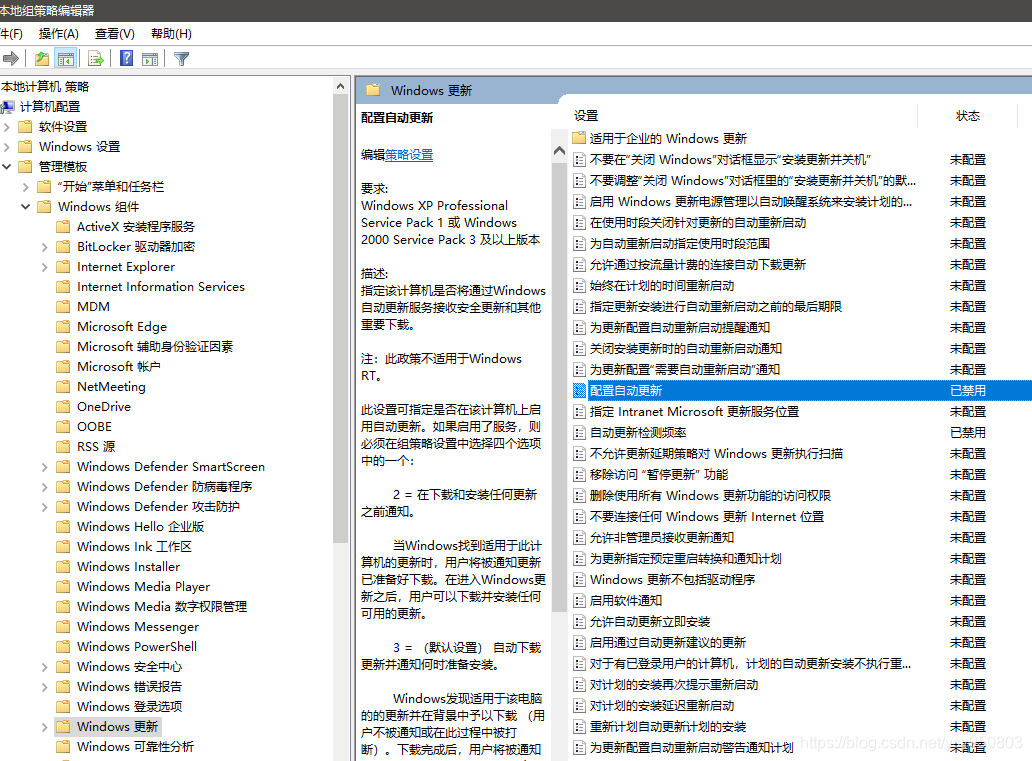 本地组策略编辑器
件(F) 操作(A) 查看(V) 帮助(H)
本地计算机 策略
计算机配置
软件设置
Windows 设置
管理模板
“开始”菜单和任务栏
Windows 组件
ActiveX 安装程序服务
BitLocker 驱动器加密
Internet Explorer
Internet Information Services
MDM
Microsoft Edge
Microsoft 辅助身份验证因素
Microsoft 帐户
NetMeeting
OneDrive
OOBE
RSS 源
Windows Defender SmartScreen
Windows Defender 防病毒程序
Windows Defender 攻击防护
Windows Hello 企业版
Windows Ink 工作区
Windows Installer
Windows Media Player
Windows Media 数字权限管理
Windows Messenger
Windows PowerShell
Windows 安全中心
Windows 错误报告
Windows 登录选项
Windows 更新
Windows 可靠性分析
Windows 更新
配置自动更新
编辑策略设置
要求:
Windows XP Professional
Service Pack 1 或 Windows
2000 Service Pack 3 及以上版本
描述:
指定该计算机是否将通过Windows
自动更新服务接收安全更新和其他
重要下载。
注：此政策不适用于Windows
RT。
此设置可指定是否在该计算机上启
用自动更新。如果启用了服务，则
必须在组策略设置中选择四个选项
中的一个：
2 = 在下载和安装任何更新
之前通知。
当Windows找到适用于此计
算机的更新时，用户将被通知更新
已准备好下载。在进入Windows更
新之后，用户可以下载并安装任何
可用的更新。
3 = （默认设置） 自动下载
更新并通知何时准备安装。
Windows发现适用于该电脑
的的更新并在背景中予以下载 （用
户不被通知或在此过程中被打
断）。下载完成后，用户将被通知
设置 状态
适用于企业的 Windows 更新
不要在“关闭 Windows”对话框显示“安装更新并关机” 未配置
不要调整“关闭 Windows”对话框里的“安装更新并关机”的默... 未配置
启用 Windows 更新电源管理以自动唤醒系统来安装计划的... 未配置
在使用时段关闭针对更新的自动重新启动 未配置
为自动重新启动指定使用时段范围 未配置
允许通过按流量计费的连接自动下载更新 未配置
始终在计划的时间重新启动 未配置
指定更新安装进行自动重新启动之前的最后期限 未配置
为更新配置自动重新启动提醒通知 未配置
关闭安装更新时的自动重新启动通知 未配置
为更新配置“需要自动重新启动”通知 未配置
配置自动更新 已禁用
指定 Intranet Microsoft 更新服务位置 未配置
自动更新检测频率 已禁用
不允许更新延期策略对 Windows 更新执行扫描 未配置
移除访问 “暂停更新” 功能 未配置
删除使用所有 Windows 更新功能的访问权限 未配置
不要连接任何 Windows 更新 Internet 位置 未配置
允许非管理员接收更新通知 未配置
为更新指定预定重启转换和通知计划 未配置
Windows 更新不包括驱动程序 未配置
启用软件通知 未配置
允许自动更新立即安装 未配置
启用通过自动更新建议的更新 未配置
对于有已登录用户的计算机，计划的自动更新安装不执行重... 未配置
对计划的安装再次提示重新启动 未配置
对计划的安装延迟重新启动 未配置
重新计划自动更新计划的安装 未配置
为更新配置自动重新启动警告通知计划 未配置